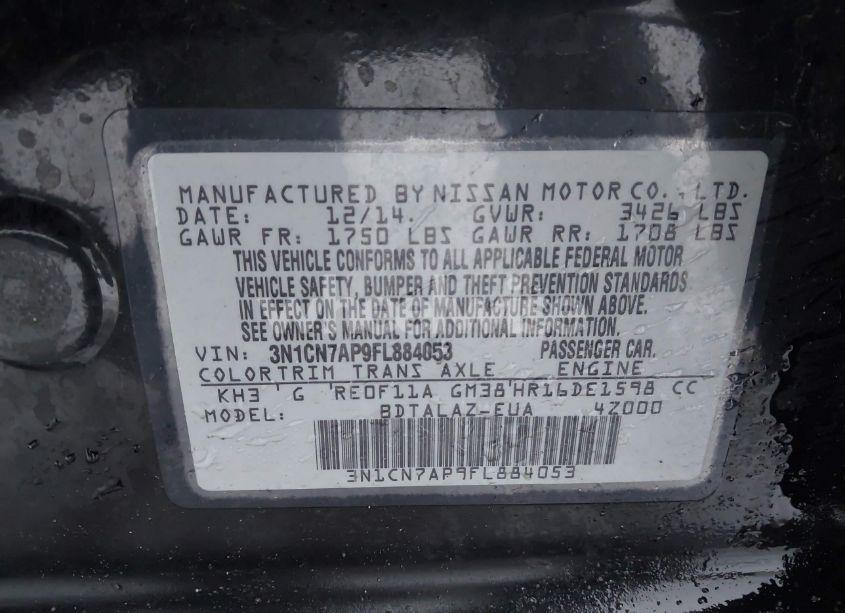 MANUFACTURED BY NISSAN MOTOR CO., LTD.
DATE: 12/14. GVWR: 3426 LBS
GAWR FR: 1750 LBS GAWR RR: 1708 LBS
THIS VEHICLE CONFORMS TO ALL APPLICABLE FEDERAL MOTOR
VEHICLE SAFETY, BUMPER AND THEFT PREVENTION STANDARDS
IN EFFECT ON THE DATE OF MANUFACTURE SHOWN ABOVE.
SEE OWNER'S MANUAL FOR ADDITIONAL INFORMATION.
VIN: 3N1CN7AP9FL884053 PASSENGER CAR.
COLORTRIM TRANS AXLE ENGINE
KH3 'G 'RE0F11A GM38'HR16DE1598 CC
MODEL: BDTALAZ-EUA 4Z000
3N1CN7AP9FL884053